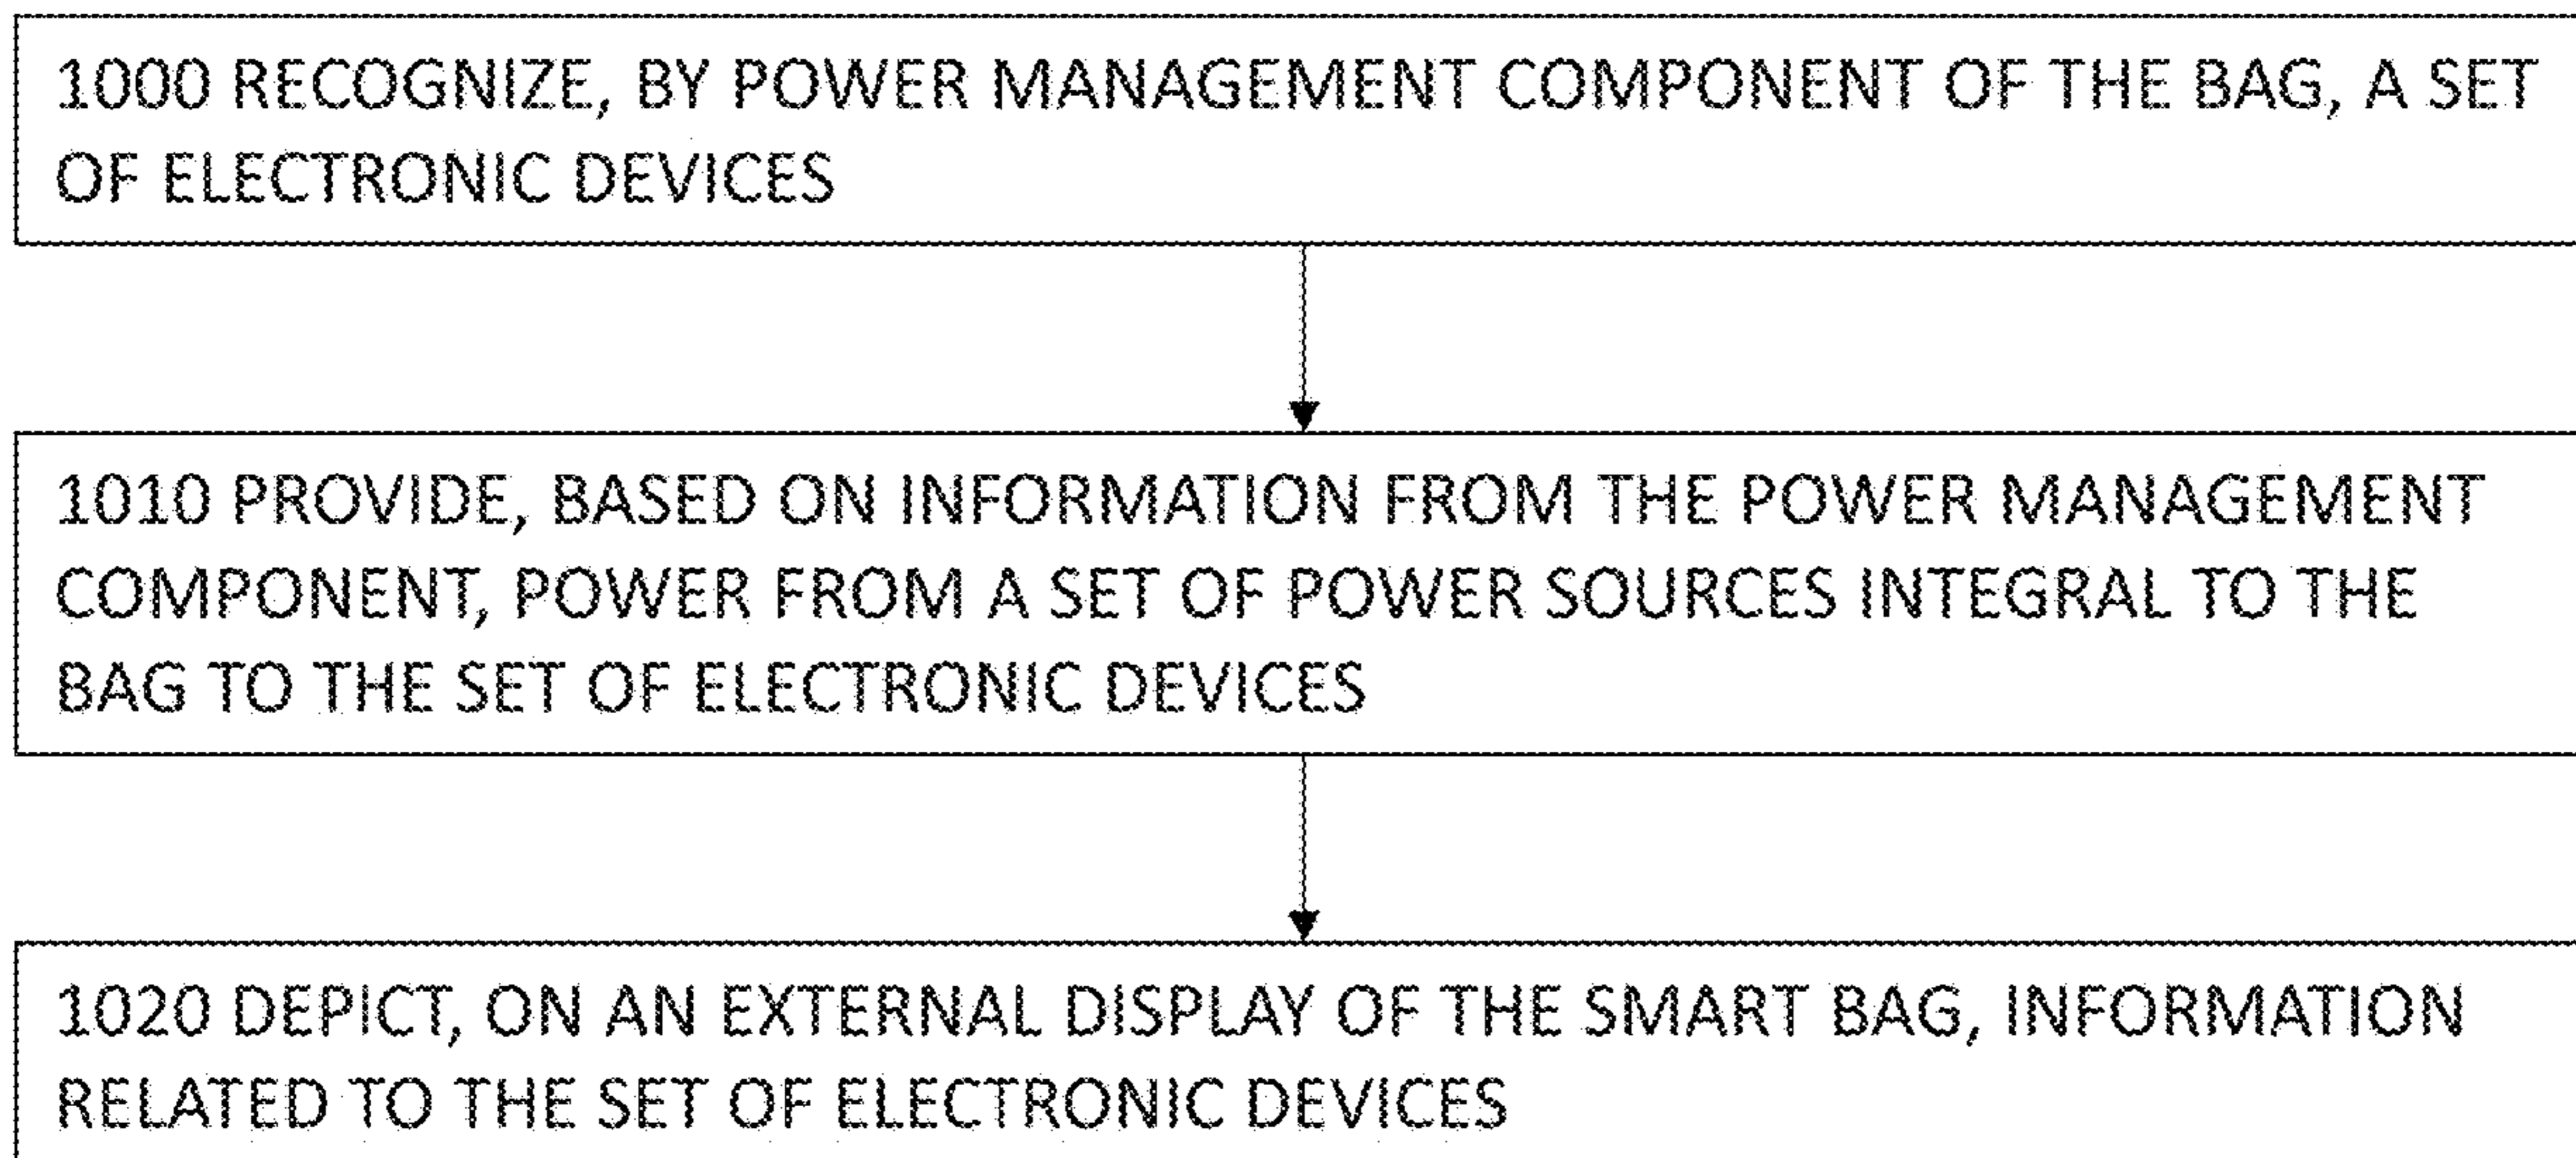 1000 RECOGNIZE, BY POWER MANAGEMENT COMPONENT OF THE BAG, A SET
OF ELECTRONIC DEVICES
1010 PROVIDE, BASED ON INFORMATION FROM THE POWER MANAGEMENT
COMPONENT, POWER FROM A SET OF POWER SOURCES INTEGRAL TO THE
BAG TO THE SET OF ELECTRONIC DEVICES
1020 DEPICT, ON AN EXTERNAL DISPLAY OF THE SMART BAG, INFORMATION
RELATED TO THE SET OF ELECTRONIC DEVICES